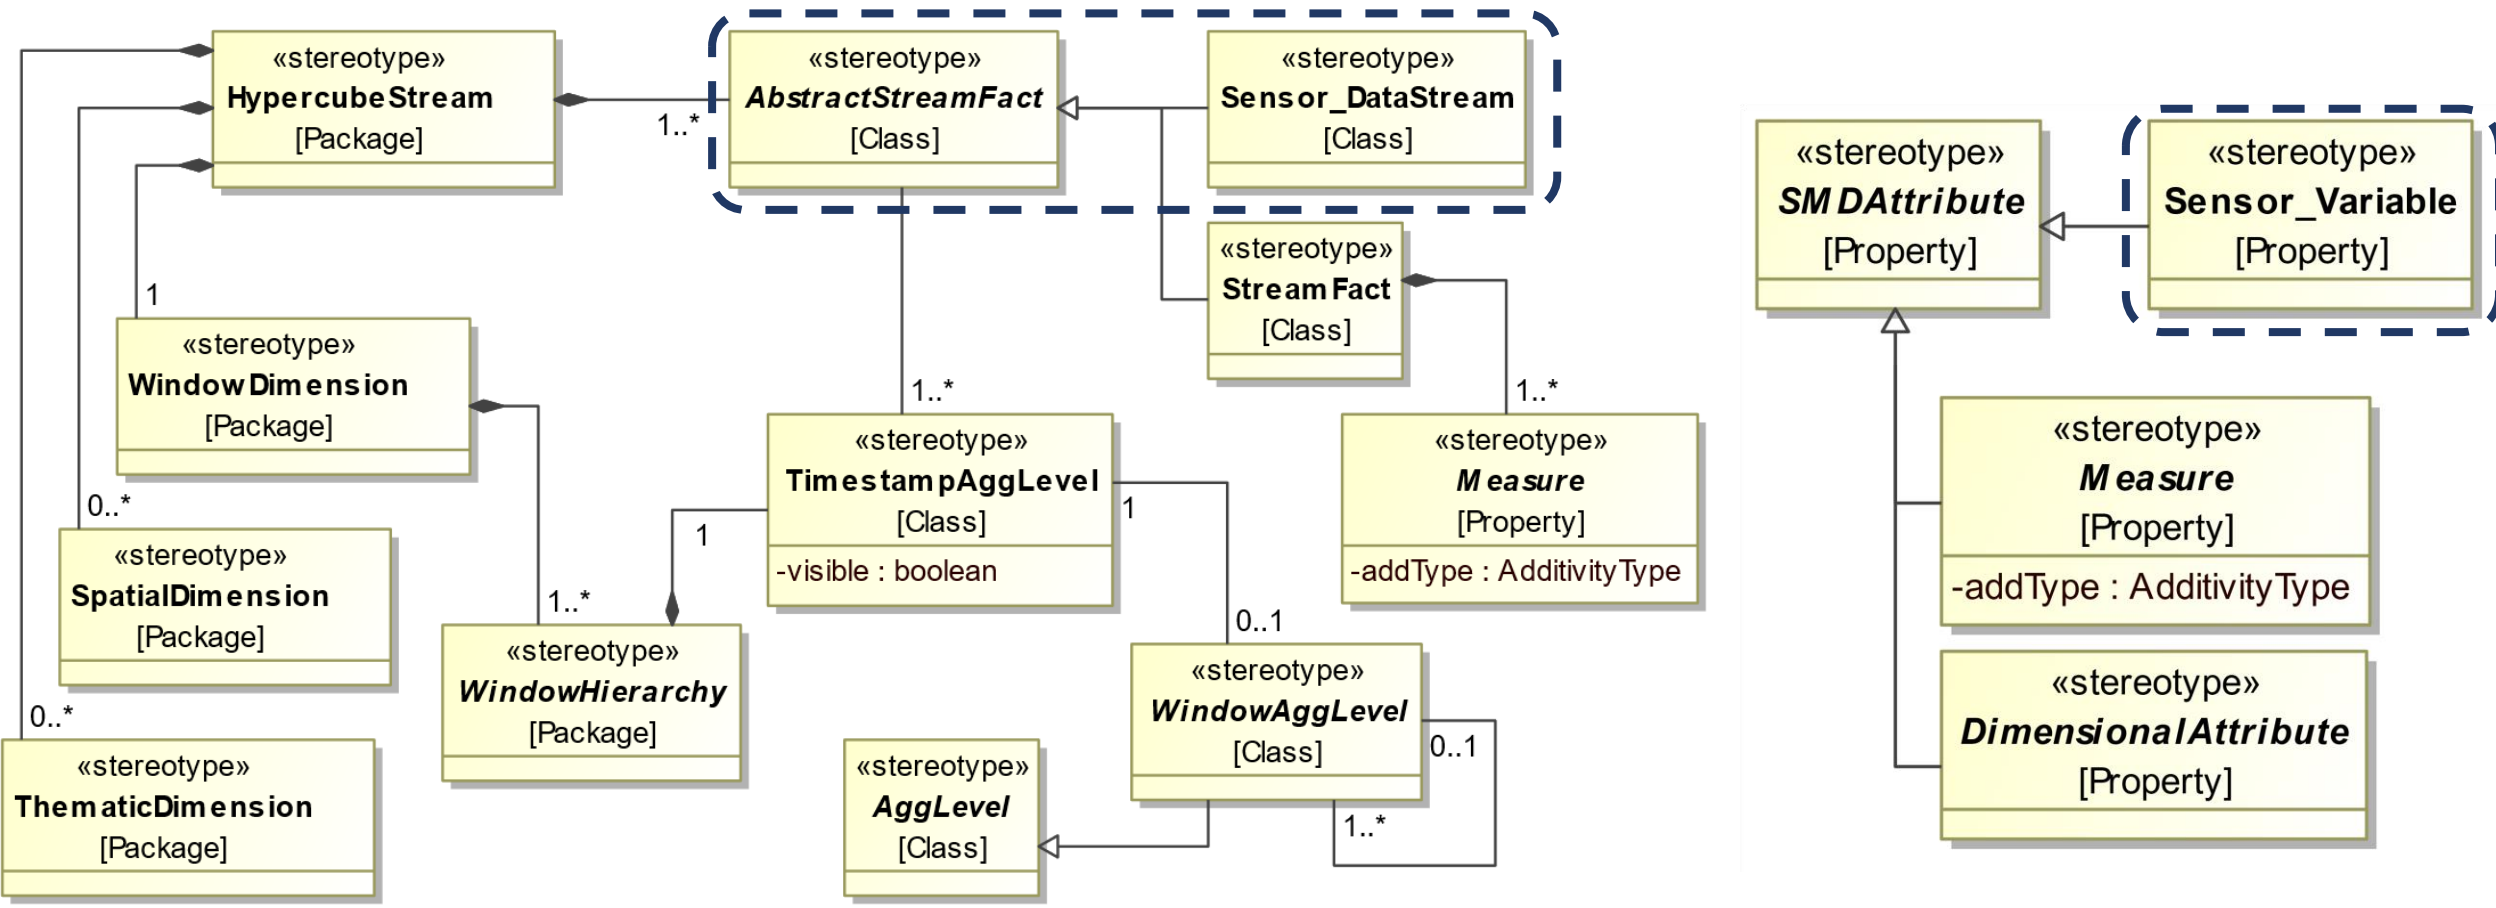 «stereotype»
HypercubeStream
[Package]
1..*
«stereotype»
AbstractStreamFact
[Class]
«stereotype»
Sensor_DataStream
[Class]
«stereotype»
StreamFact
[Class]
1..*
1..*
1
«stereotype»
WindowDimension
[Package]
0..*
«stereotype»
SpatialDimension
[Package]
0..*
«stereotype»
ThematicDimension
[Package]
1..*
«stereotype»
WindowHierarchy
[Package]
1
«stereotype»
TimestampAggLevel
[Class]
-visible : boolean
1
0..1
«stereotype»
Measure
[Property]
-addType : AdditivityType
«stereotype»
WindowAggLevel
[Class]
0..1
1..*
«stereotype»
AggLevel
[Class]
«stereotype»
SMDAttribute
[Property]
«stereotype»
Sensor_Variable
[Property]
«stereotype»
Measure
[Property]
-addType : AdditivityType
«stereotype»
DimensionalAttribute
[Property]